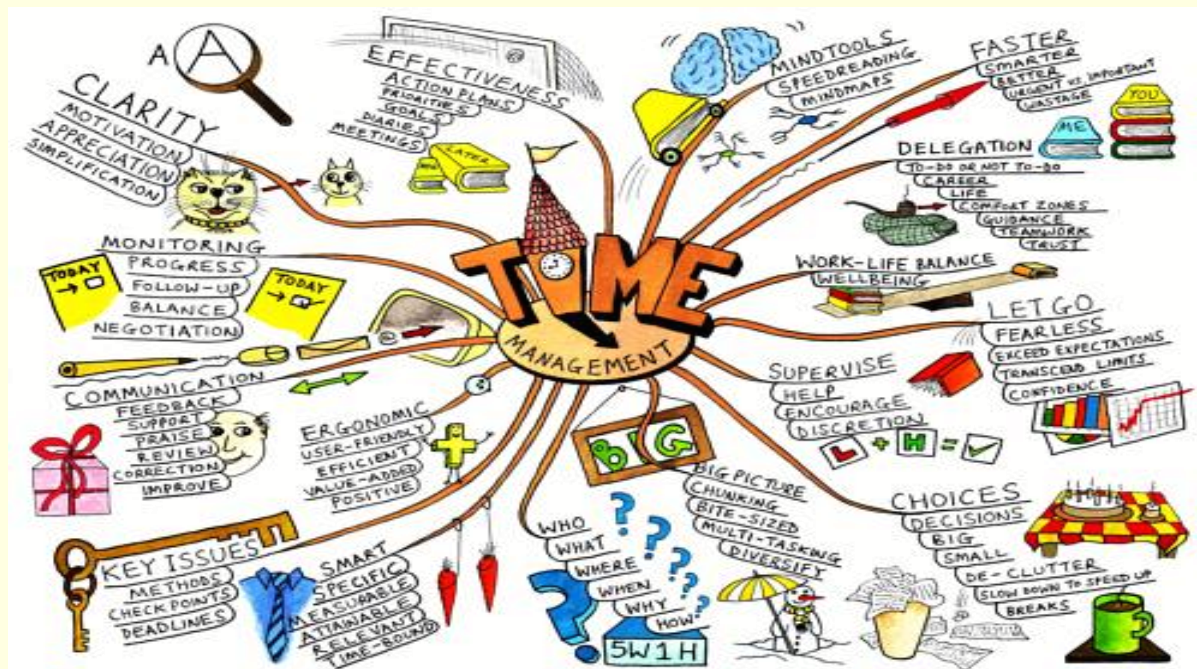 A A
CLARITY
MOTIVATION
APPRECIATION
SIMPLIFICATION
EFFECTIVENESS
ACTION PLANS
PRIORITIES
GOALS
DIARIES
MEETINGS
LATER
MINDTOOLS
SPEEDREADING
MINDMAPS
FASTER
SMARTER
BETTER
URGENT VS IMPORTANT
WASTAGE
YOU
ME
DELEGATION
TO-DO OR NOT TO-DO
CAREER
LIFE
COMFORT ZONES
GUIDANCE
TEAMWORK
TRUST
MONITORING
PROGRESS
FOLLOW-UP
BALANCE
NEGOTIATION
TODAY
TODAY
TIME
MANAGEMENT
WORK-LIFE BALANCE
WELLBEING
LET GO
FEARLESS
EXCEED EXPECTATIONS
TRANSCEND LIMITS
CONFIDENCE
COMMUNICATION
FEEDBACK
SUPPORT
PRAISE
REVIEW
CORRECTION
IMPROVE
@
ERGONOMIC
USER-FRIENDLY
EFFICIENT
VALUE-ADDED
POSITIVE
SUPERVISE
HELP
ENCOURAGE
DISCRETION
L + H = ✓
BIG
BIG PICTURE
CHUNKING
BITE-SIZED
MULTI-TASKING
DIVERSIFY
CHOICES
DECISIONS
BIG
SMALL
DE-CLUTTER
SLOW DOWN TO SPEED UP
BREAKS
KEY ISSUES
METHODS
CHECKPOINTS
DEADLINES
SMART
SPECIFIC
MEASURABLE
ATTAINABLE
RELEVANT
TIME-BOUND
WHO
WHAT
WHERE
WHEN
WHY
HOW
? ? ? ? ? ? ?
5W1H